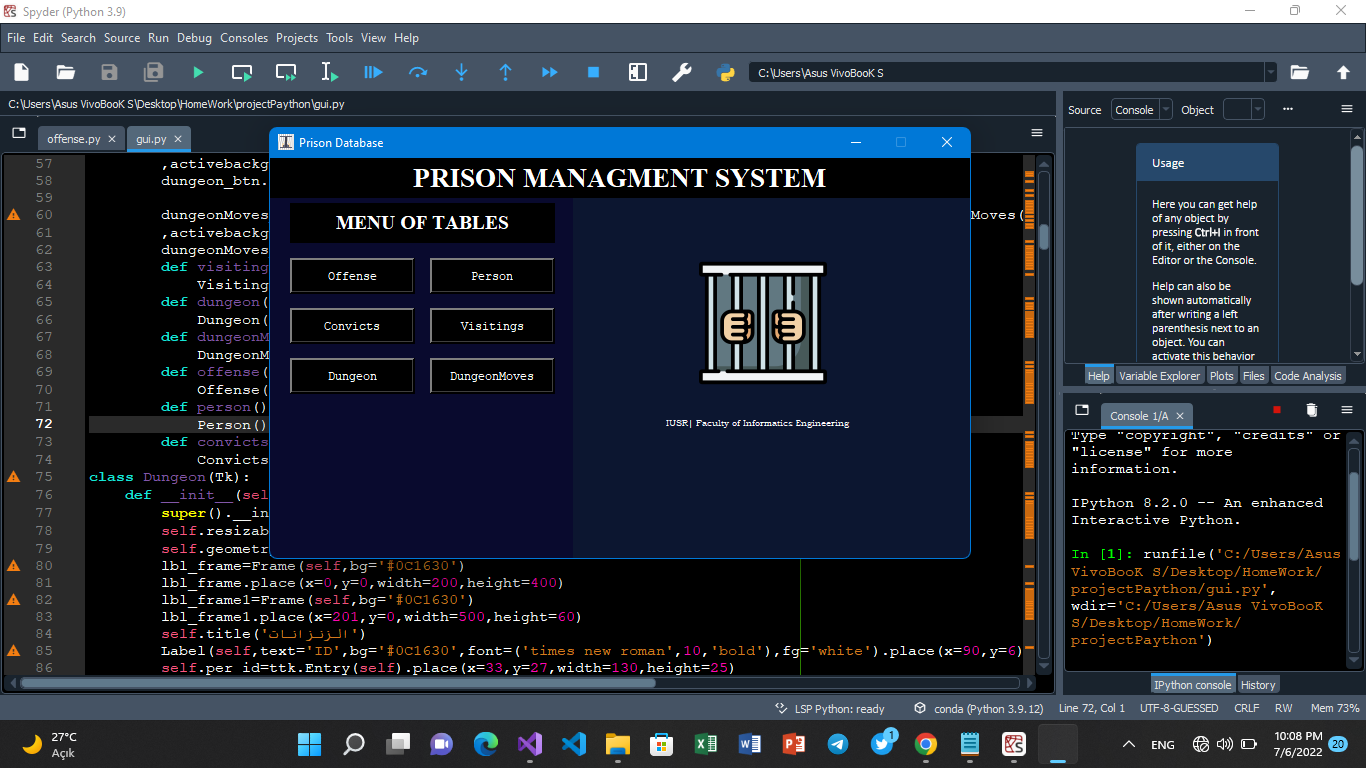 Spyder (Python 3.9)
File Edit Search Source Run Debug Consoles Projects Tools View Help
C:\Users\Asus VivoBooK S
C:\Users\Asus VivoBooK S\Desktop\HomeWork\projectPaython\gui.py
offense.py
gui.py
57 ,activebackg
58 dungeon_btn.
59
60 dungeonMoves Moves(
61 ,activebackg
62 dungeonMoves
63 def visiting
64 Visiting
65 def dungeon(
66 Dungeon(
67 def dungeonM
68 DungeonM
69 def offense(
70 Offense(
71 def person()
72 Person()
73 def convicts
74 Convicts
75 class Dungeon(Tk):
76 def __init__(sel
77 super().__in
78 self.resizab
79 self.geometr
80 lbl_frame=Frame(self,bg='#0C1630')
81 lbl_frame.place(x=0,y=0,width=200,height=400)
82 lbl_frame1=Frame(self,bg='#0C1630')
83 lbl_frame1.place(x=201,y=0,width=500,height=60)
84 self.title('الزنزانات')
85 Label(self,text='ID',bg='#0C1630',font=('times new roman',10,'bold'),fg='white').place(x=90,y=6)
86 self.per_id=ttk.Entry(self).place(x=33,y=27,width=130,height=25)
Prison Database
PRISON MANAGMENT SYSTEM
MENU OF TABLES
Offense Person
Convicts Visitings
Dungeon DungeonMoves
IUSR| Faculty of Informatics Engineering
Source Console Object
Usage
Here you can get help
of any object by
pressing Ctrl+I in front
of it, either on the
Editor or the Console.
Help can also be
shown automatically
after writing a left
parenthesis next to an
object. You can
activate this behavior
Help Variable Explorer Plots Files Code Analysis
Console 1/A
Type "copyright", "credits" or
"license" for more
information.
IPython 8.2.0 -- An enhanced
Interactive Python.
In [1]: runfile('C:/Users/Asus
VivoBooK S/Desktop/HomeWork/
projectPaython/gui.py',
wdir='C:/Users/Asus VivoBooK
S/Desktop/HomeWork/
projectPaython')
IPython console History
LSP Python: ready conda (Python 3.9.12) Line 72, Col 1 UTF-8-GUESSED CRLF RW Mem 73%
27°C
Açık
1
ENG
10:08 PM
7/6/2022
20